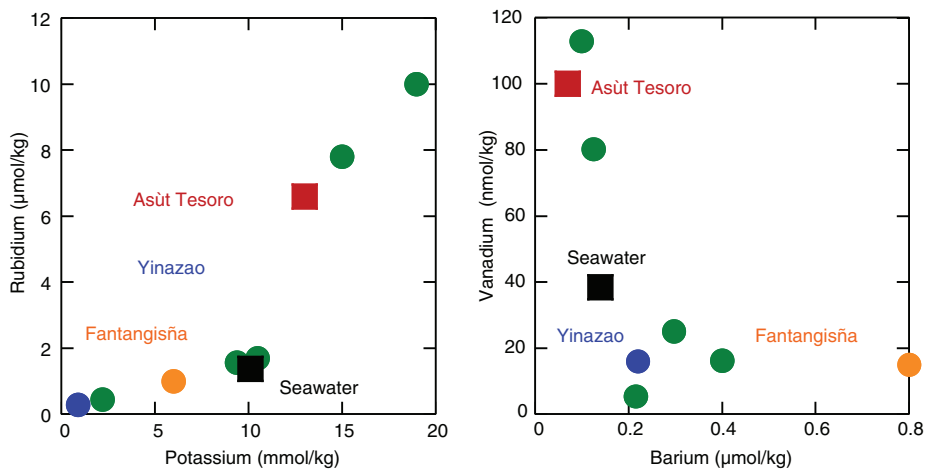 12
10
8
6
4
2
0
Rubidium (µmol/kg)
Asùt Tesoro
Yinazao
Fantangisña
Seawater
0 5 10 15 20
Potassium (mmol/kg)
120
100
80
60
40
20
0
Vanadium (nmol/kg)
Asùt Tesoro
Seawater
Yinazao
Fantangisña
0 0.2 0.4 0.6 0.8
Barium (µmol/kg)